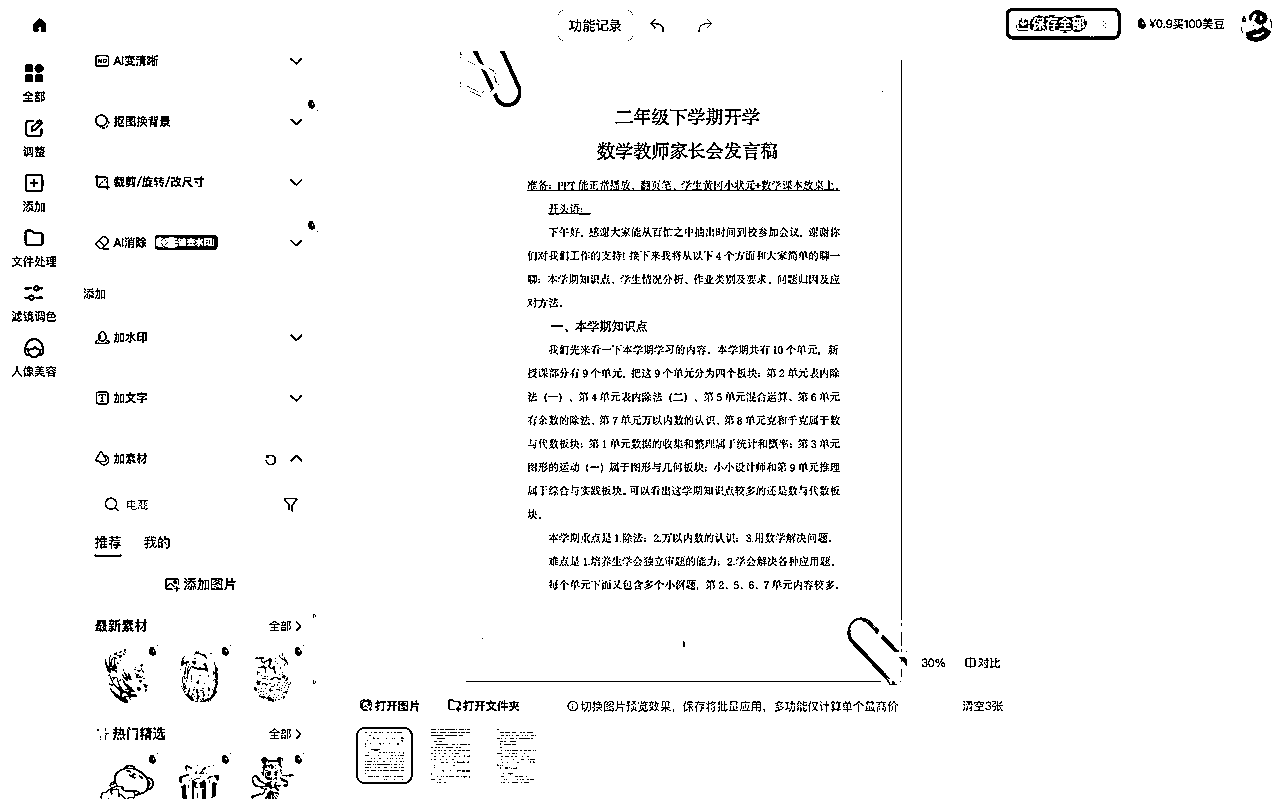 功能记录
保存全部
¥0.9买100美豆
全部
调整
添加
文件处理
滤镜调色
人像美容
AI变清晰
抠图换背景
裁剪/旋转/改尺寸
AI消除
添加
加水印
加文字
加素材
推荐 我的
添加图片
最新素材 全部
热门精选 全部
二年级下学期开学
数学教师家长会发言稿
准备:PPT能正常播放、翻页笔、学生黄冈小状元+数学课本放桌上。
开头语:
下午好,感谢大家能从百忙之中抽出时间到校参加会议,谢谢你
们对我们工作的支持!接下来我将从以下4个方面和大家简单的聊一
聊:本学期知识点、学生情况分析、作业类别及要求、问题归因及应
对方法。
一、本学期知识点
我们先来看一下本学期学习的内容。本学期共有10个单元,新
授课部分有9个单元,把这9个单元分为四个板块:第2单元表内除
法(一)、第4单元表内除法(二)、第5单元混合运算、第6单元
有余数的除法、第7单元万以内数的认识、第8单元克和千克属于数
与代数板块;第1单元数据的收集和整理属于统计和概率;第3单元
图形的运动(一)属于图形与几何板块;小小设计师和第9单元推理
属于综合与实践板块。可以看出这学期知识点较多的还是数与代数板
块。
本学期重点是1.除法;2.万以内数的认识;3.用数学解决问题。
难点是1.培养生学会独立审题的能力;2.学会解决各种应用题。
每个单元下面又包含多个小例题,第2、5、6、7单元内容较多。
30% 对比
打开图片 打开文件夹
切换图片预览效果,保存将批量应用,多功能仅计算单个最高价
清空3张